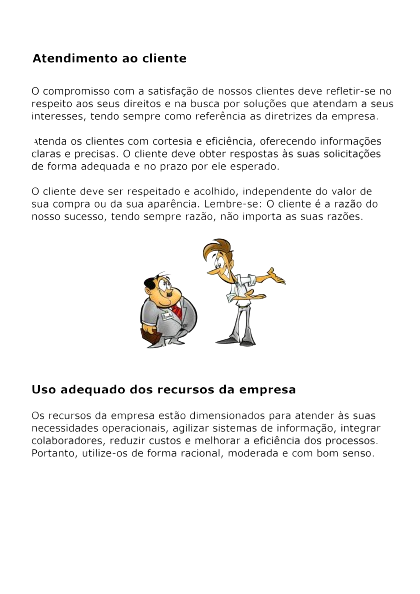 Atendimento ao cliente
O compromisso com a satisfação de nossos clientes deve refletir-se no
respeito aos seus direitos e na busca por soluções que atendam a seus
interesses, tendo sempre como referência as diretrizes da empresa.
Atenda os clientes com cortesia e eficiência, oferecendo informações
claras e precisas. O cliente deve obter respostas às suas solicitações
de forma adequada e no prazo por ele esperado.
O cliente deve ser respeitado e acolhido, independente do valor de
sua compra ou da sua aparência. Lembre-se: O cliente é a razão do
nosso sucesso, tendo sempre razão, não importa as suas razões.
Uso adequado dos recursos da empresa
Os recursos da empresa estão dimensionados para atender às suas
necessidades operacionais, agilizar sistemas de informação, integrar
colaboradores, reduzir custos e melhorar a eficiência dos processos.
Portanto, utilize-os de forma racional, moderada e com bom senso.